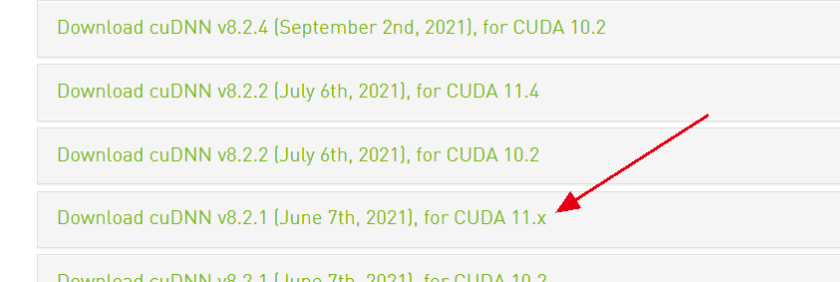 Download cuDNN v8.2.4 (September 2nd, 2021), for CUDA 10.2
Download cuDNN v8.2.2 (July 6th, 2021), for CUDA 11.4
Download cuDNN v8.2.2 (July 6th, 2021), for CUDA 10.2
Download cuDNN v8.2.1 (June 7th, 2021), for CUDA 11.x
Download cuDNN v8.2.1 (June 7th, 2021), for CUDA 10.2